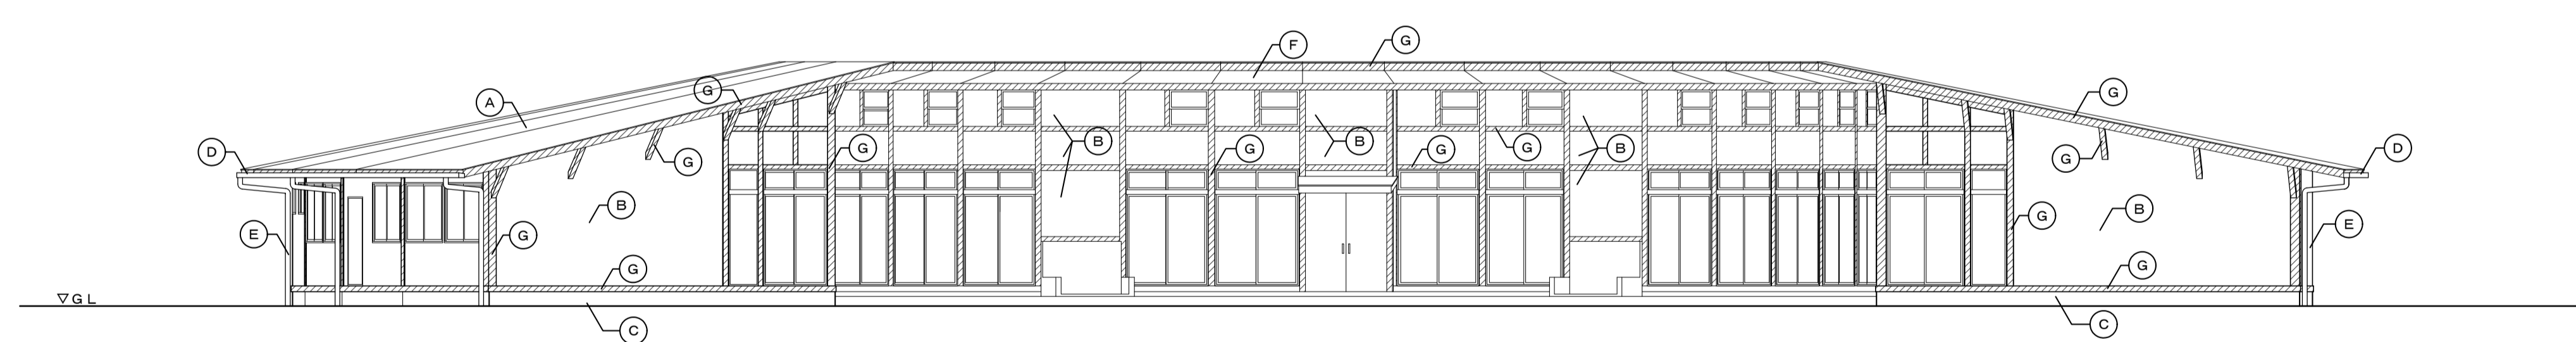 F G
G G
A
B B G B
D G G G G G D
B B
E G G E
G G
▽GL
C C